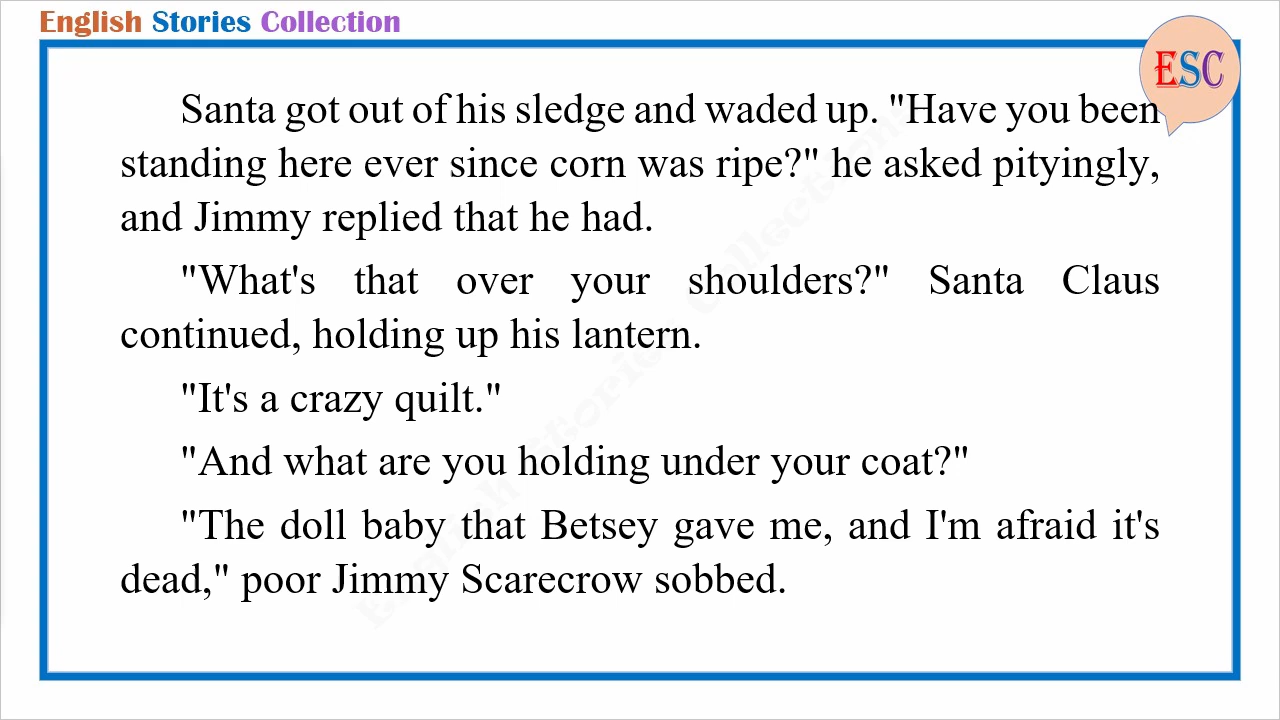 English Stories Collection
ESC
Santa got out of his sledge and waded up. "Have you been
standing here ever since corn was ripe?" he asked pityingly,
and Jimmy replied that he had.
"What's that over your shoulders?" Santa Claus
continued, holding up his lantern.
"It's a crazy quilt."
"And what are you holding under your coat?"
"The doll baby that Betsey gave me, and I'm afraid it's
dead," poor Jimmy Scarecrow sobbed.
English Stories Collections